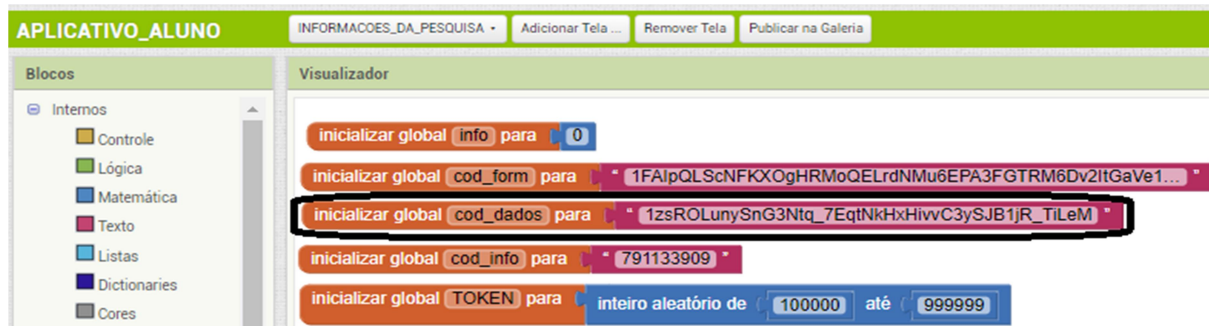 APLICATIVO_ALUNO INFORMACOES_DA_PESQUISA Adicionar Tela ... Remover Tela Publicar na Galeria
Blocos Visualizador
Internos
Controle
Lógica
Matemática
Texto
Listas
Dictionaries
Cores
inicializar global info para 0
inicializar global cod_form para " 1FAIpQLScNFKXOgHRMoQELrdNMu6EPA3FGTRM6Dv2ItGaVe1... "
inicializar global cod_dados para " 1zsROLunySnG3Ntq_7EqtNkHxHivvC3ySJB1jR_TiLeM "
inicializar global cod_info para " 791133909 "
inicializar global TOKEN para inteiro aleatório de 100000 até 999999